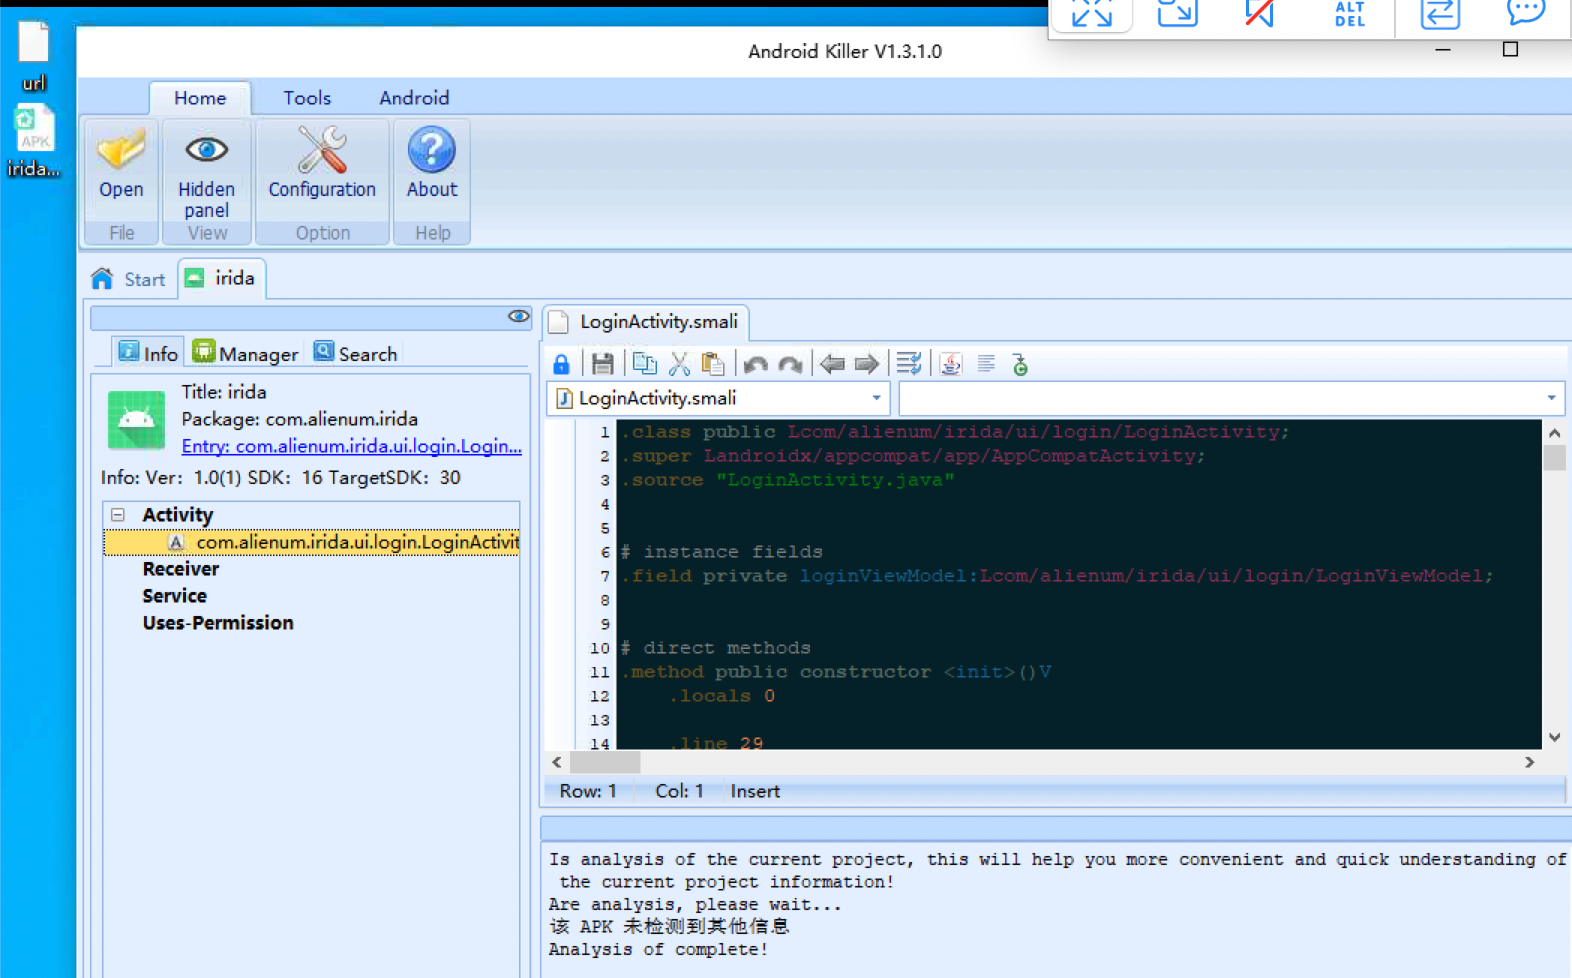 ALT
DEL
url
APK
irida...
Android Killer V1.3.1.0
Home Tools Android
Open
Hidden
panel
Configuration
About
File View Option Help
Start
irida
LoginActivity.smali
Info Manager Search
Title: irida
Package: com.alienum.irida
Entry: com.alienum.irida.ui.login.Login...
Info: Ver: 1.0(1) SDK: 16 TargetSDK: 30
Activity
A com.alienum.irida.ui.login.LoginActivit
Receiver
Service
Uses-Permission
J LoginActivity.smali
1 .class public Lcom/alienum/irida/ui/login/LoginActivity;
2 .super Landroidx/appcompat/app/AppCompatActivity;
3 .source "LoginActivity.java"
4
5
6 # instance fields
7 .field private loginViewModel:Lcom/alienum/irida/ui/login/LoginViewModel;
8
9
10 # direct methods
11 .method public constructor <init>()V
12 .locals 0
13
14 .line 29
Row: 1 Col: 1 Insert
Is analysis of the current project, this will help you more convenient and quick understanding of
the current project information!
Are analysis, please wait...
该 APK 未检测到其他信息
Analysis of complete!